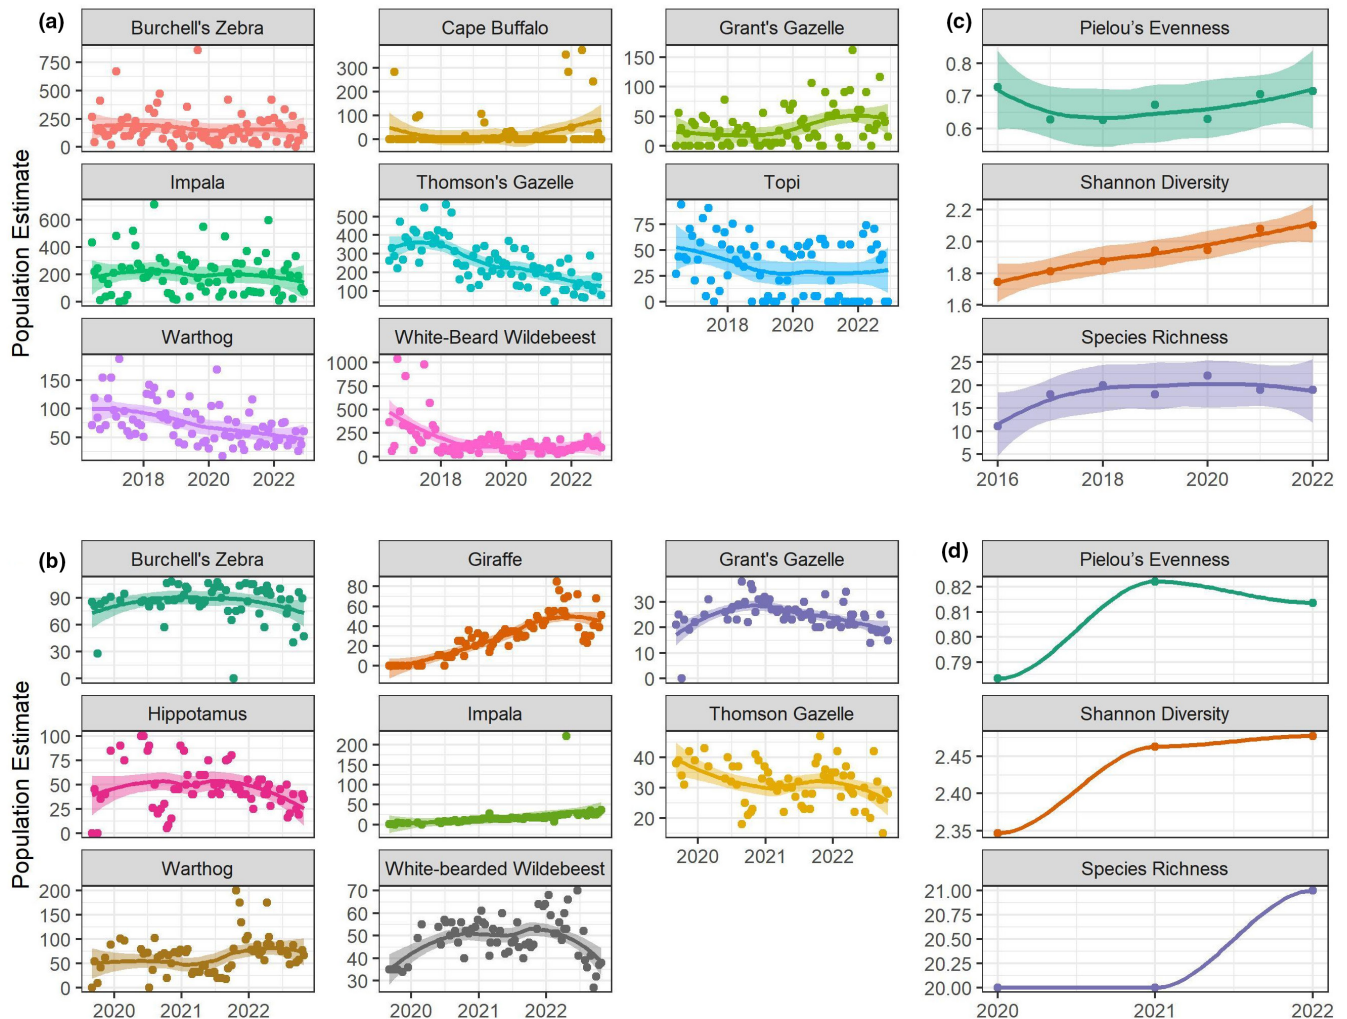 (a)
Burchell's Zebra
Cape Buffalo
Grant's Gazelle
(c)
Pielou's Evenness
750
500
250
0
300
200
100
0
150
100
50
0
0.8
0.7
0.6
Impala
Thomson's Gazelle
Topi
Shannon Diversity
600
400
200
0
500
400
300
200
100
75
50
25
0
2.2
2.0
1.8
1.6
2018 2020 2022
Population Estimate
Warthog
White-Beard Wildebeest
Species Richness
150
100
50
1000
750
500
250
0
25
20
15
10
5
2018 2020 2022
2018 2020 2022
2016 2018 2020 2022
(b)
Burchell's Zebra
Giraffe
Grant's Gazelle
(d)
Pielou's Evenness
90
60
30
0
80
60
40
20
0
30
20
10
0
0.82
0.81
0.80
0.79
Hippotamus
Impala
Thomson Gazelle
Shannon Diversity
100
75
50
25
0
200
150
100
50
0
40
30
20
2.45
2.40
2.35
2020 2021 2022
Population Estimate
Warthog
White-bearded Wildebeest
Species Richness
200
150
100
50
0
70
60
50
40
30
21.00
20.75
20.50
20.25
20.00
2020 2021 2022
2020 2021 2022
2020 2021 2022